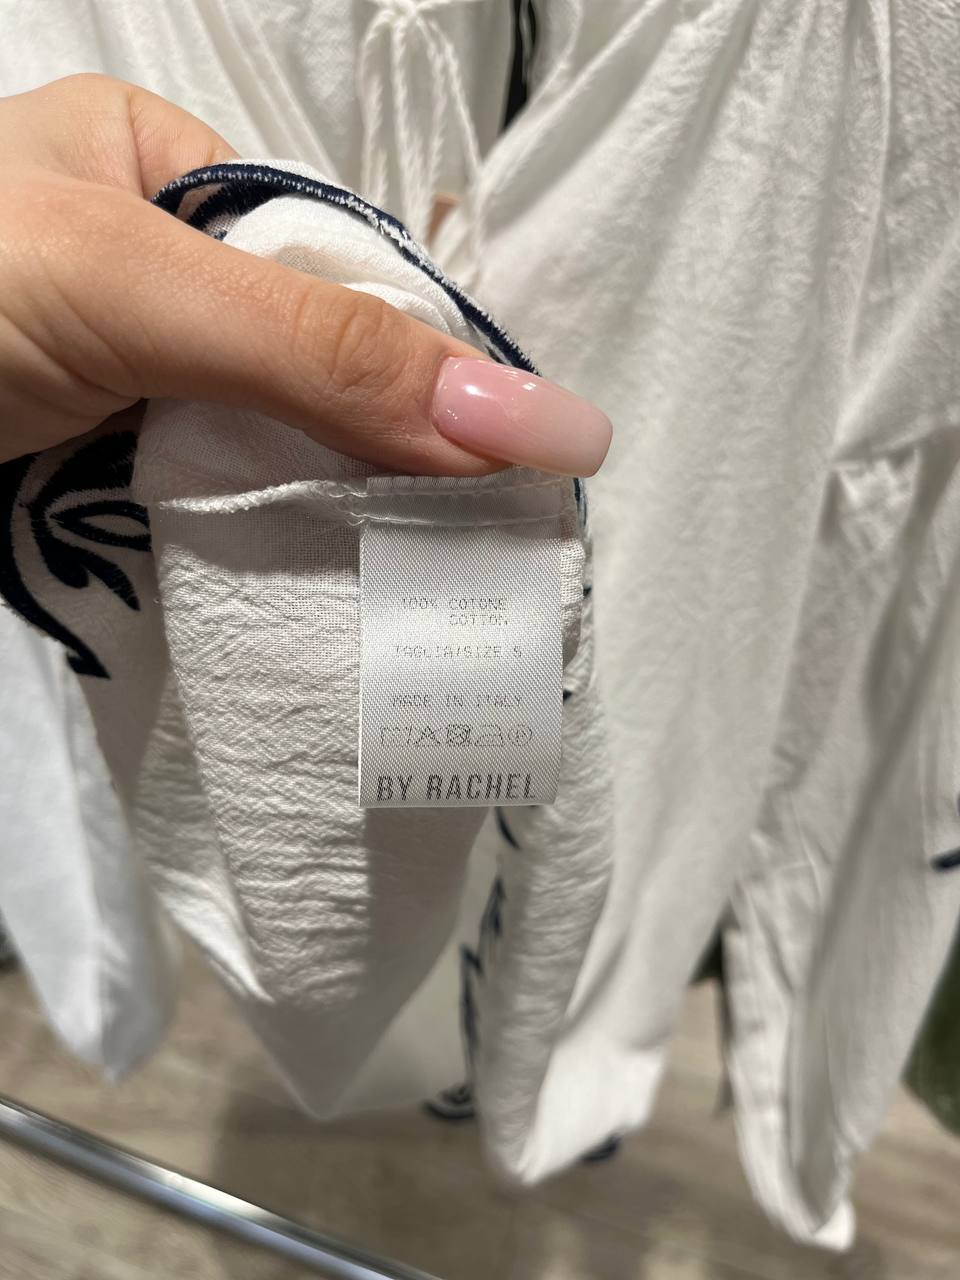 100% COTONE
COTTON
TAGLIA/SIZE S
MADE IN ITALY
BY RACHEL